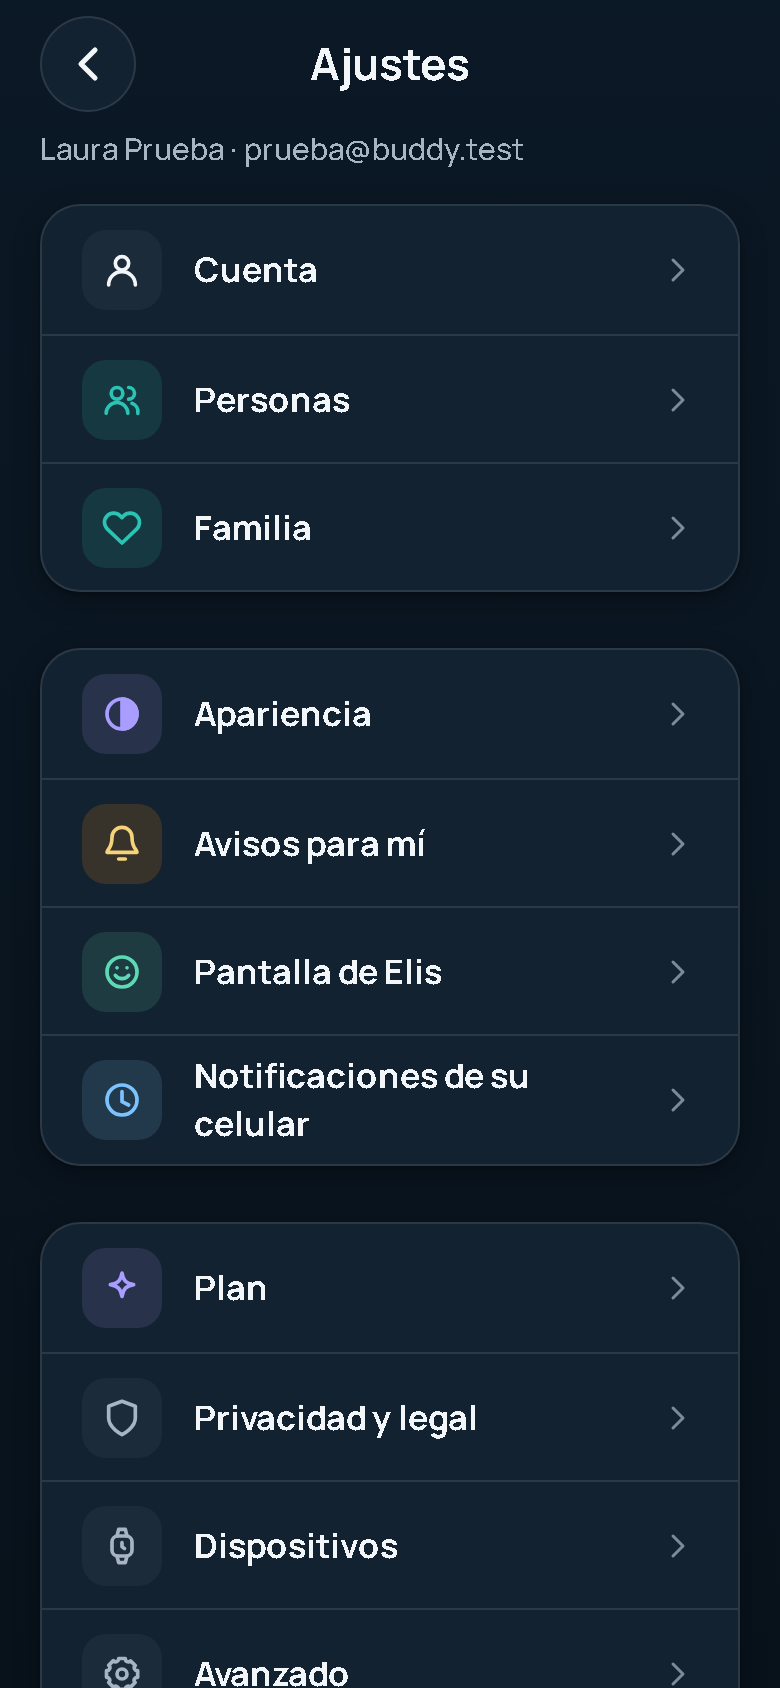 Ajustes
Laura Prueba · prueba@buddy.test
Cuenta
Personas
Familia
Apariencia
Avisos para mí
Pantalla de Elis
Notificaciones de su
celular
Plan
Privacidad y legal
Dispositivos
Avanzado